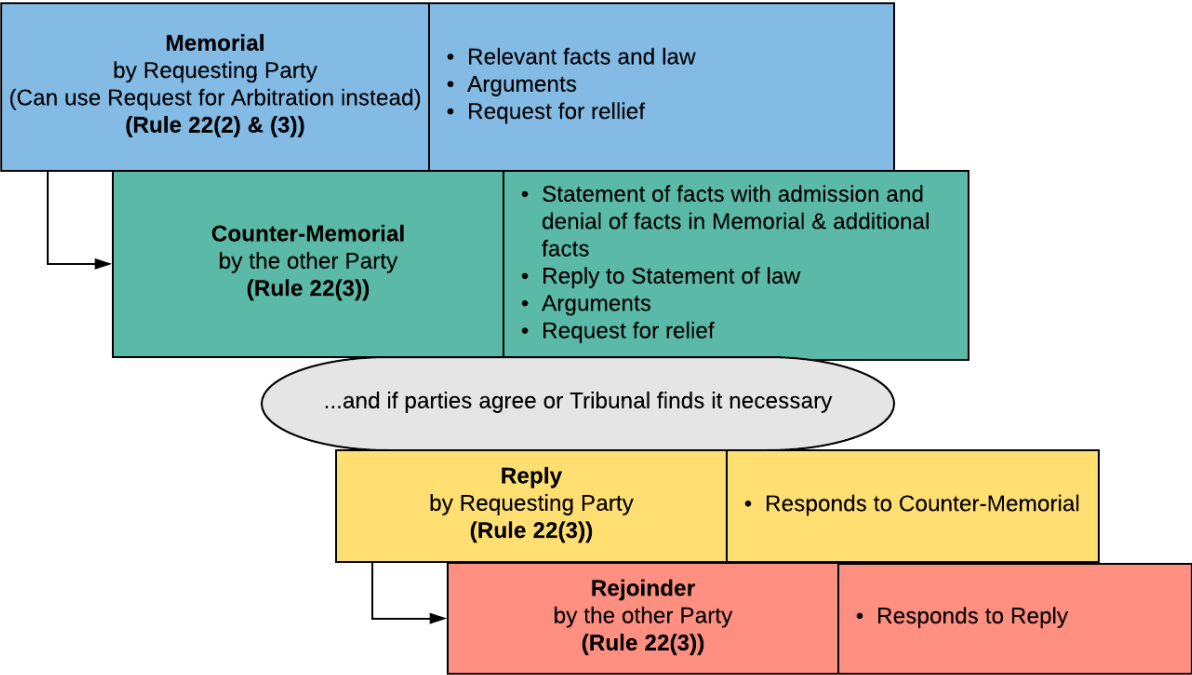 Memorial
by Requesting Party
(Can use Request for Arbitration instead)
(Rule 22(2) & (3))
• Relevant facts and law
• Arguments
• Request for rellief
Counter-Memorial
by the other Party
(Rule 22(3))
• Statement of facts with admission and
denial of facts in Memorial & additional
facts
• Reply to Statement of law
• Arguments
• Request for relief
...and if parties agree or Tribunal finds it necessary
Reply
by Requesting Party
(Rule 22(3))
• Responds to Counter-Memorial
Rejoinder
by the other Party
(Rule 22(3))
• Responds to Reply